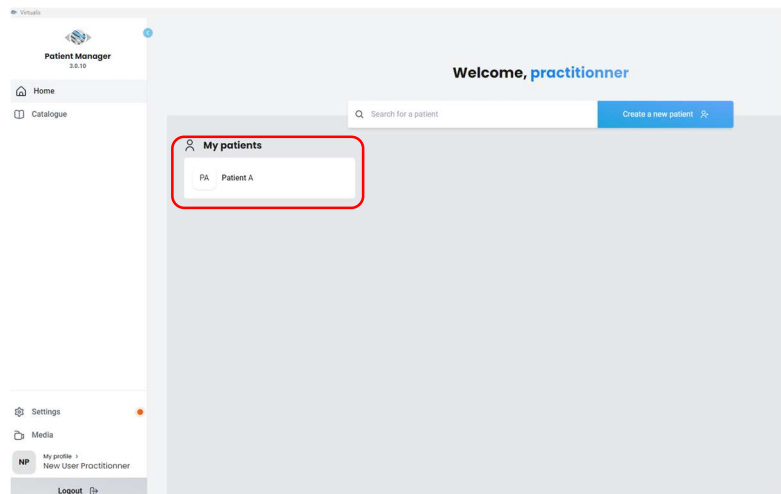 Virtualis
Patient Manager
3.0.10
Home
Catalogue
Settings
Media
NP
My profile >
New User Practitionner
Logout
Welcome, practitionner
Search for a patient
Create a new patient
My patients
PA Patient A